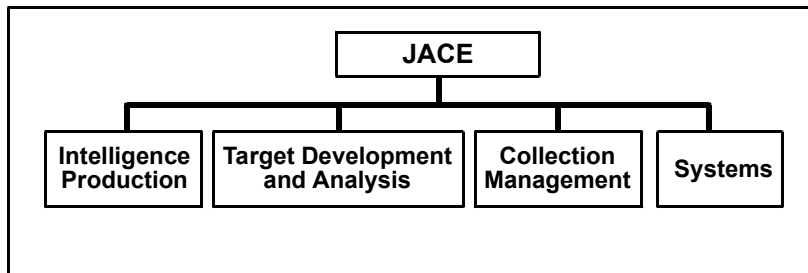 JACE
Intelligence
Production
Target Development
and Analysis
Collection
Management
Systems